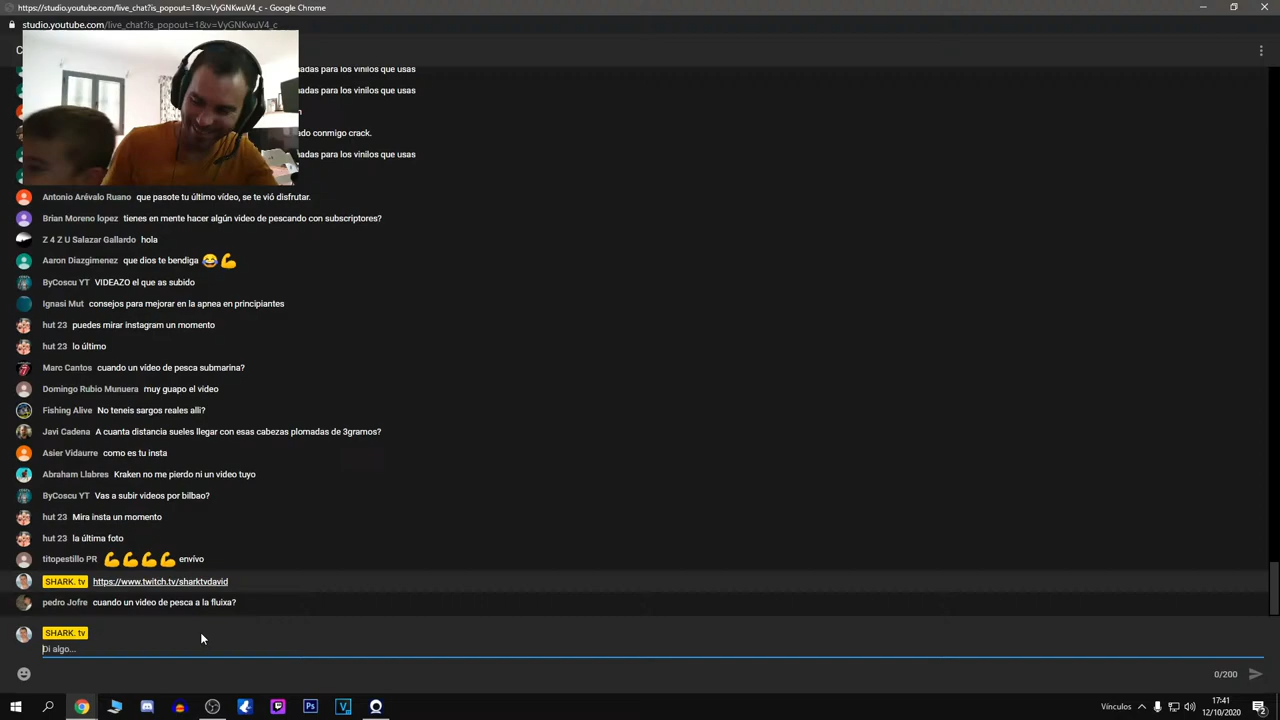 https://studio.youtube.com/live_chat?is_popout=1&v=VyGNKwuV4_c - Google Chrome
studio.youtube.com/live_chat?is_popout=1&v=VyGNKwuV4_c
adas para los vinilos que usas
adas para los vinilos que usas
ado conmigo crack.
adas para los vinilos que usas
Antonio Arévalo Ruano que pasote tu último vídeo, se te vió disfrutar.
Brian Moreno lopez tienes en mente hacer algún video de pescando con subscriptores?
Z 4 Z U Salazar Gallardo hola
Aaron Diazgimenez que dios te bendiga 😂💪
ByCoscu YT VIDEAZO el que as subido
Ignasi Mut consejos para mejorar en la apnea en principiantes
hut 23 puedes mirar instagram un momento
hut 23 lo último
Marc Cantos cuando un vídeo de pesca submarina?
Domingo Rubio Munuera muy guapo el video
Fishing Alive No teneis sargos reales alli?
Javi Cadena A cuanta distancia sueles llegar con esas cabezas plomadas de 3gramos?
Asier Vidaurre como es tu insta
Abraham Llabres Kraken no me pierdo ni un video tuyo
ByCoscu YT Vas a subir videos por bilbao?
hut 23 Mira insta un momento
hut 23 la última foto
titopestillo PR 💪💪💪💪 envívo
SHARK. tv https://www.twitch.tv/sharktvdavid
pedro Jofre cuando un video de pesca a la fluixa?
SHARK. tv
Di algo...
0/200
Vínculos
17:41
12/10/2020
2